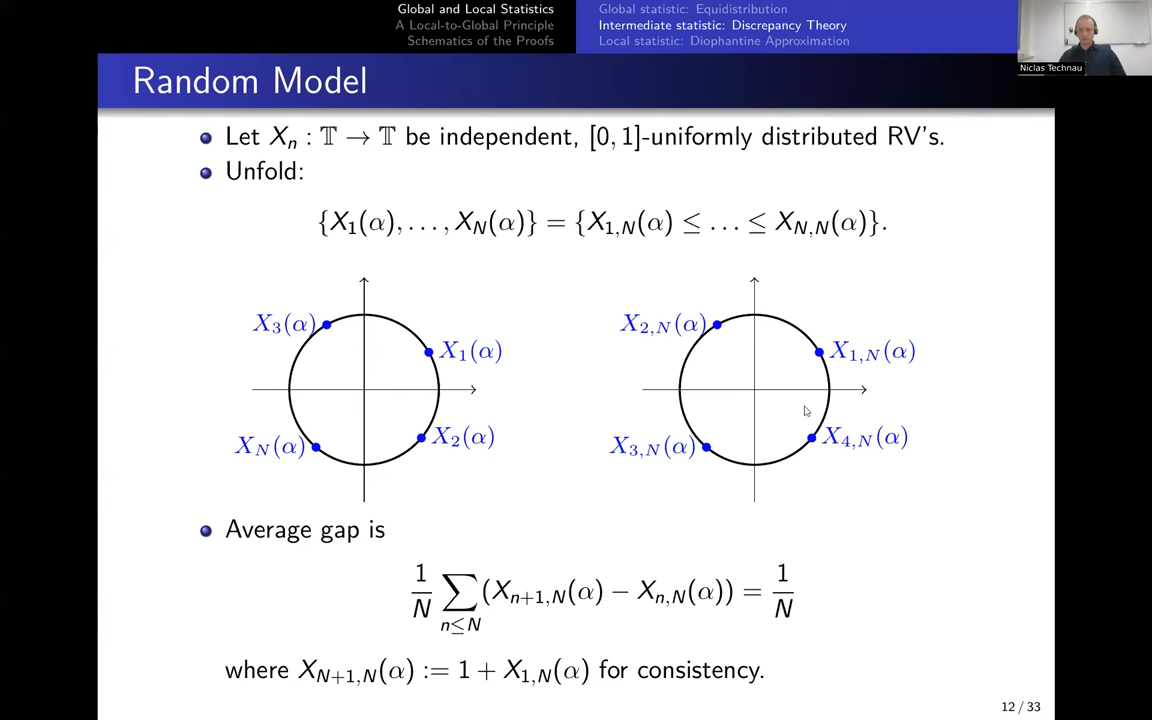 Global and Local Statistics
A Local-to-Global Principle
Schematics of the Proofs
Global statistic: Equidistribution
Intermediate statistic: Discrepancy Theory
Local statistic: Diophantine Approximation
Niclas Technau
Random Model
Let Xₙ : 𝕋 → 𝕋 be independent, [0, 1]-uniformly distributed RV's.
Unfold:
{X₁(α), . . . , X_N(α)} = {X_{1,N}(α) ≤ . . . ≤ X_{N,N}(α)}.
X₃(α)
X₁(α)
X_N(α)
X₂(α)
X_{2,N}(α)
X_{1,N}(α)
X_{3,N}(α)
X_{4,N}(α)
Average gap is
1/N ∑_{n≤N} (X_{n+1,N}(α) − X_{n,N}(α)) = 1/N
where X_{N+1,N}(α) := 1 + X_{1,N}(α) for consistency.
12 / 33